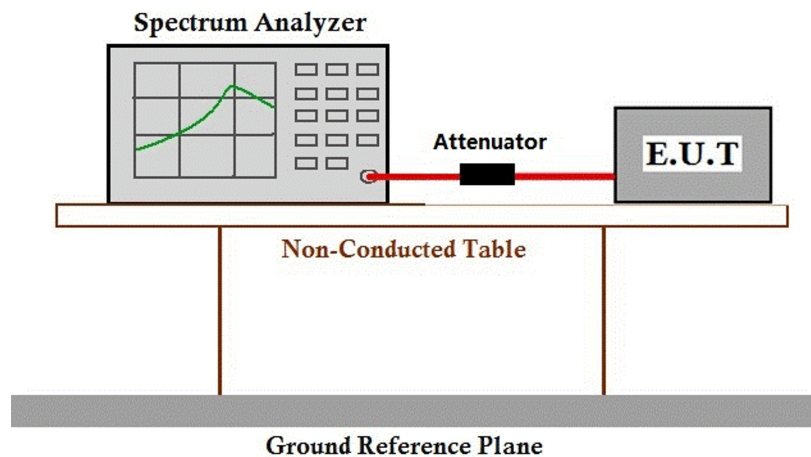 Spectrum Analyzer
Attenuator
E.U.T
Non-Conducted Table
Ground Reference Plane